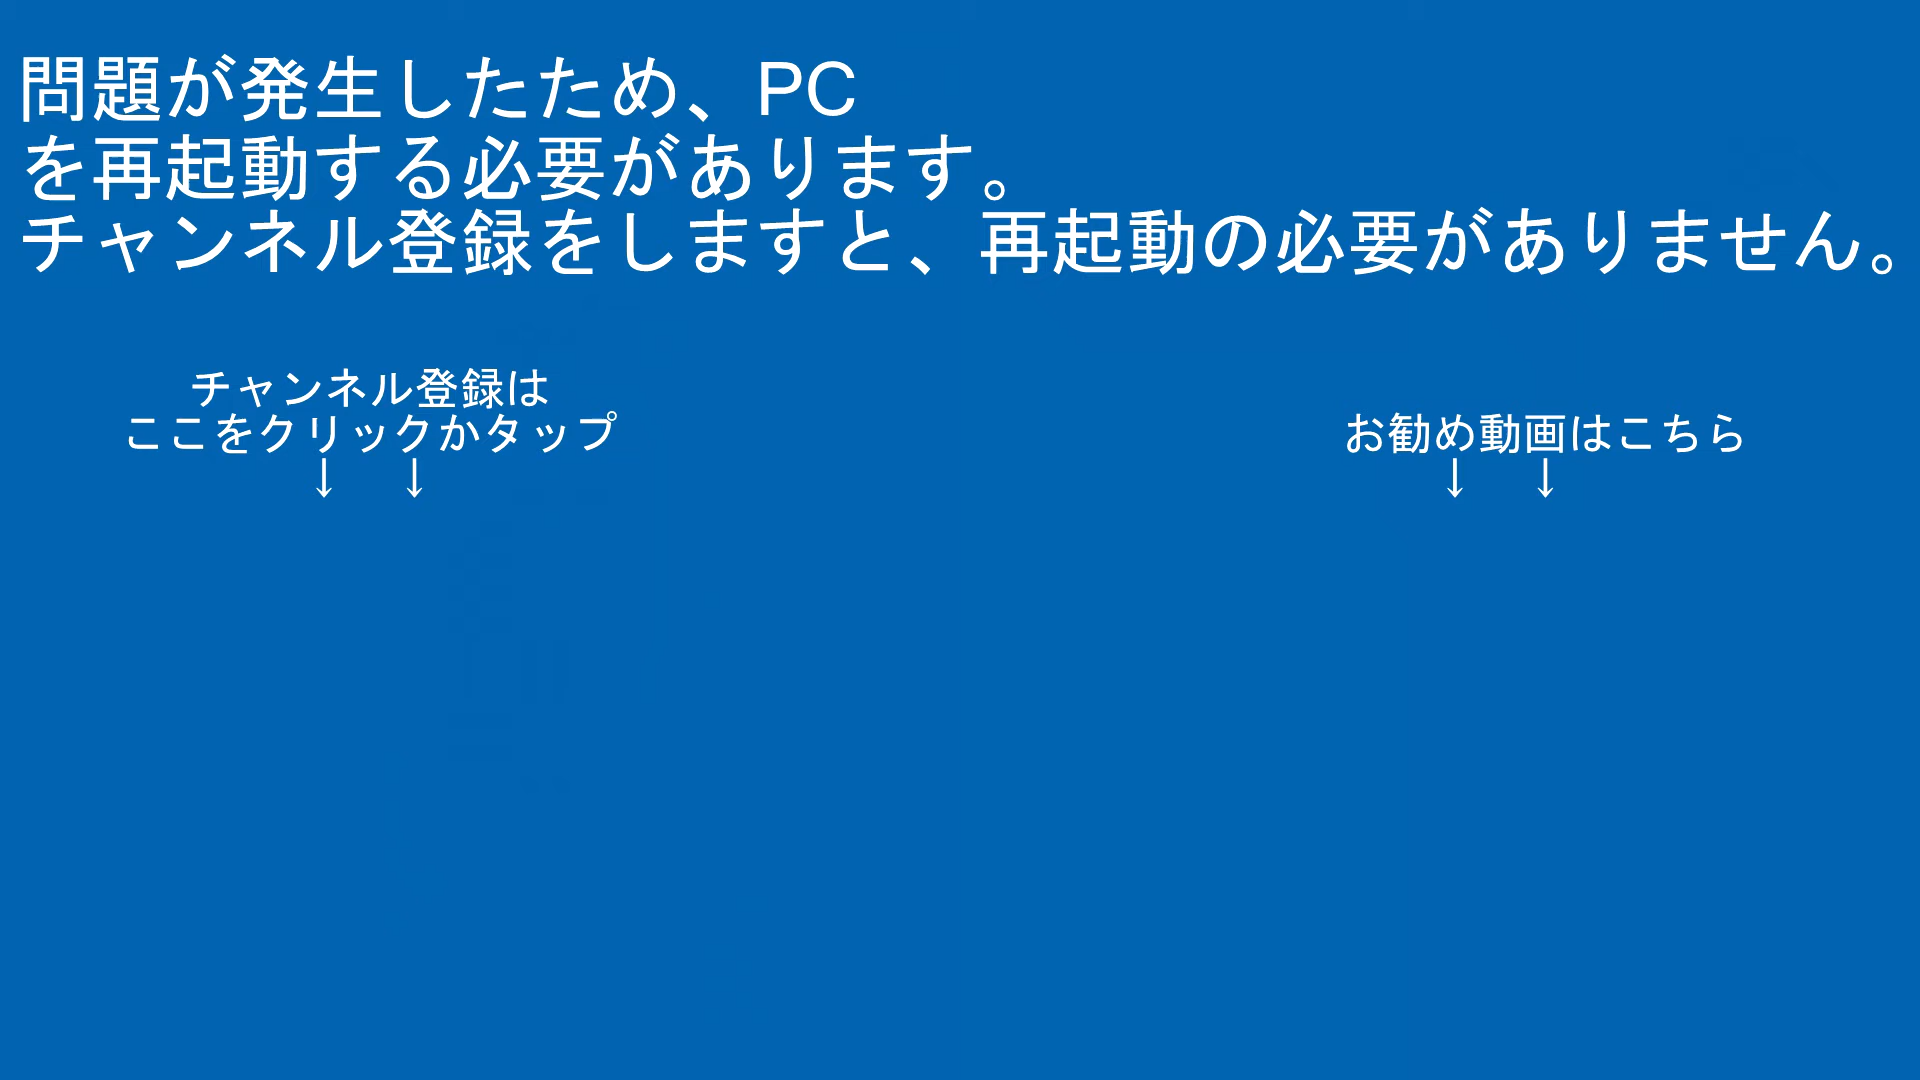 問題が発生したため、PC
を再起動する必要があります。
チャンネル登録をしますと、再起動の必要がありません。
チャンネル登録は
ここをクリックかタップ
↓　↓
お勧め動画はこちら
↓　↓